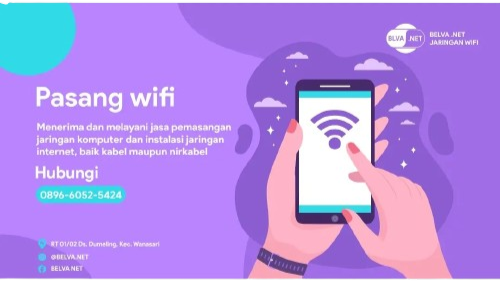 BELVA .NET
BELVA .NET
JARINGAN WIFI
Pasang wifi
Menerima dan melayani jasa pemasangan
jaringan komputer dan instalasi jaringan
internet, baik kabel maupun nirkabel
Hubungi
0896-6052-5424
RT 01/02 Ds. Dumeling, Kec. Wanasari
@BELVA.NET
BELVA.NET